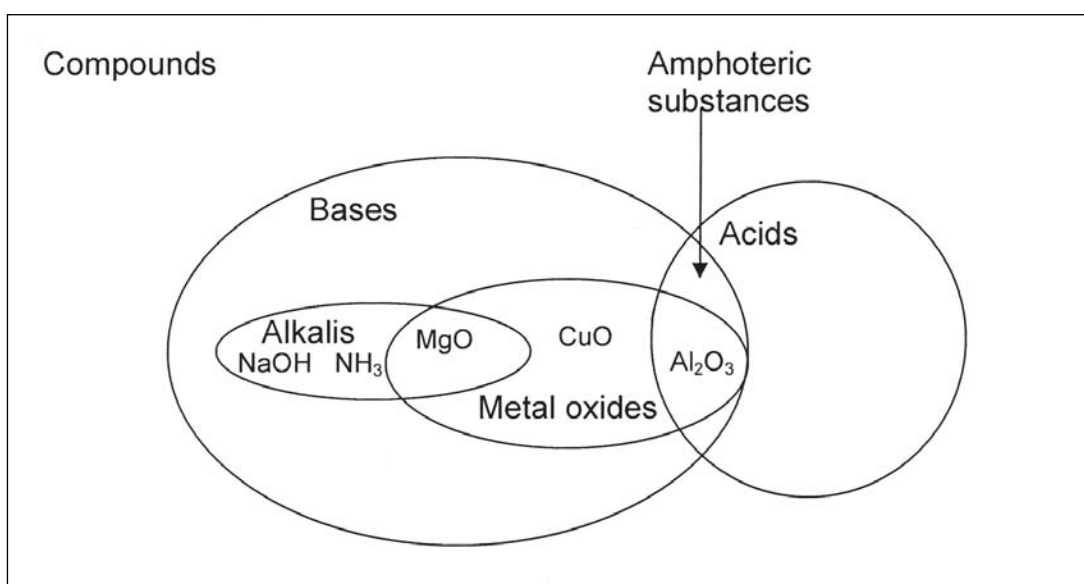 Compounds
Amphoteric
substances
Bases
Acids
Alkalis
MgO
CuO
NaOH NH₃
Al₂O₃
Metal oxides